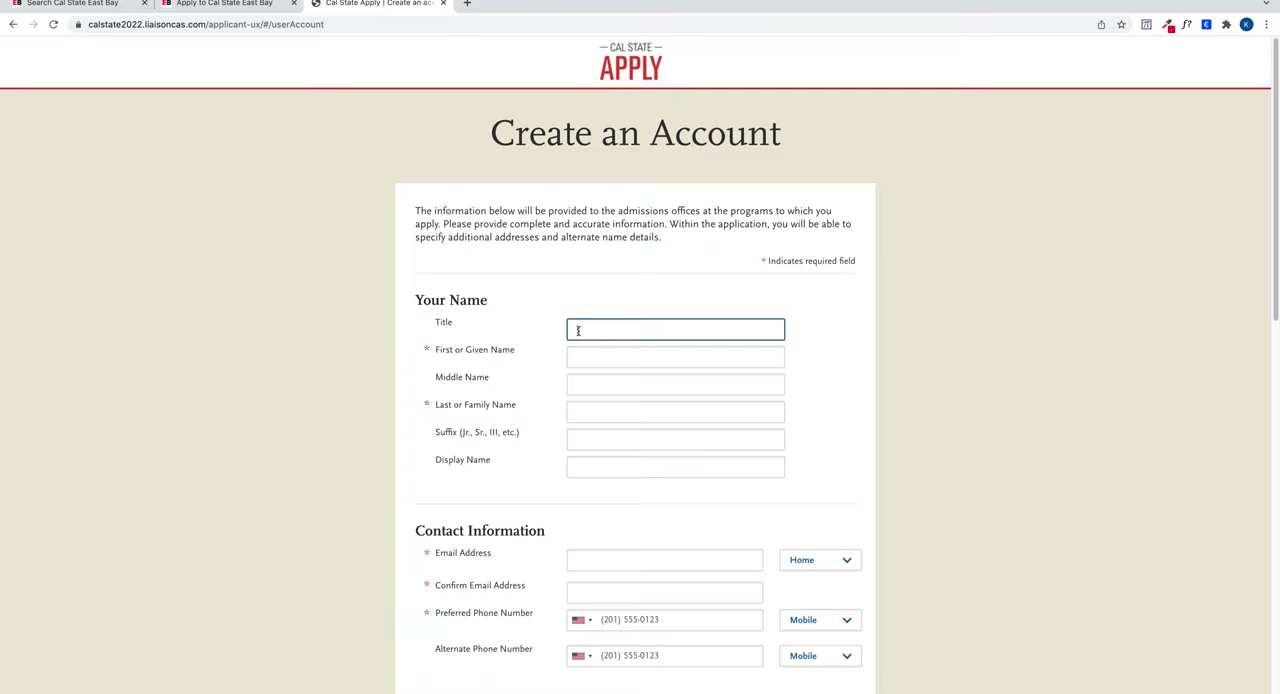 Search Cal State East Bay
Apply to Cal State East Bay
Cal State Apply | Create an acc
calstate2022.liaisoncas.com/applicant-ux/#/userAccount
K
CAL STATE
APPLY
Create an Account
The information below will be provided to the admissions offices at the programs to which you
apply. Please provide complete and accurate information. Within the application, you will be able to
specify additional addresses and alternate name details.
* Indicates required field
Your Name
Title
* First or Given Name
Middle Name
* Last or Family Name
Suffix (Jr., Sr., III, etc.)
Display Name
Contact Information
* Email Address
Home
* Confirm Email Address
* Preferred Phone Number
(201) 555-0123
Mobile
Alternate Phone Number
(201) 555-0123
Mobile